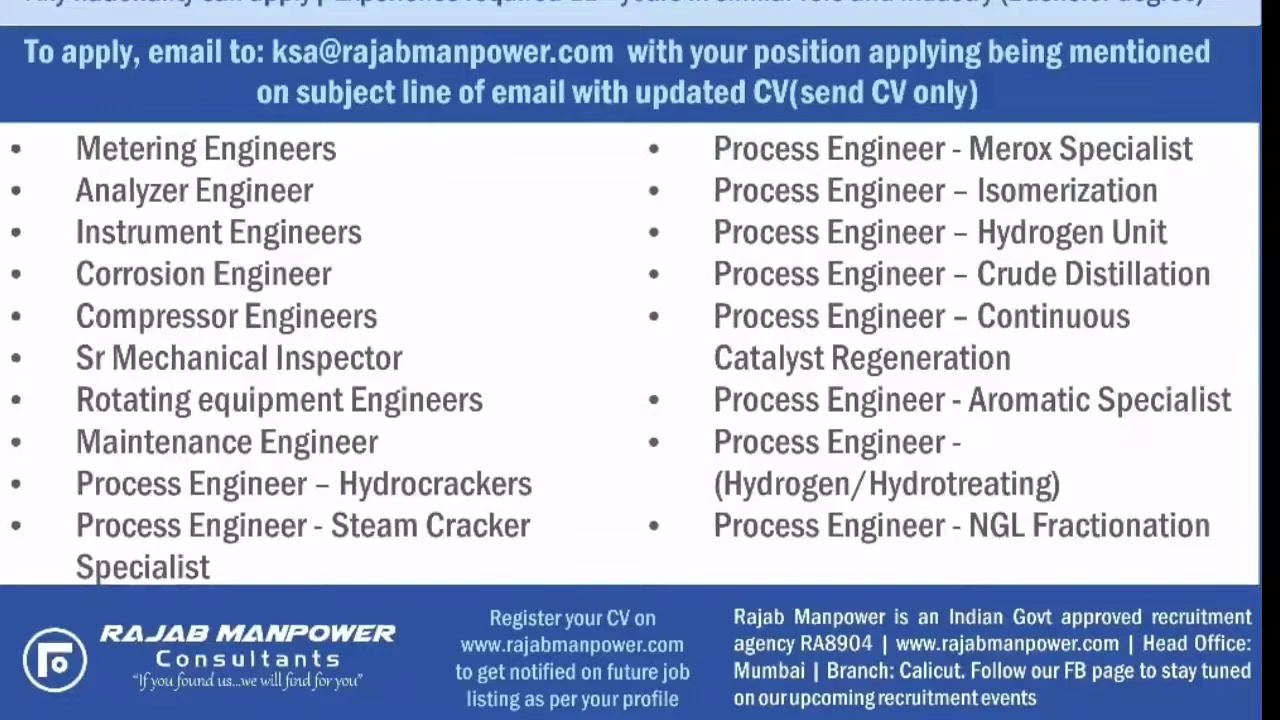 To apply, email to: ksa@rajabmanpower.com with your position applying being mentioned
on subject line of email with updated CV(send CV only)
• Metering Engineers
• Analyzer Engineer
• Instrument Engineers
• Corrosion Engineer
• Compressor Engineers
• Sr Mechanical Inspector
• Rotating equipment Engineers
• Maintenance Engineer
• Process Engineer – Hydrocrackers
• Process Engineer - Steam Cracker
Specialist
• Process Engineer - Merox Specialist
• Process Engineer – Isomerization
• Process Engineer – Hydrogen Unit
• Process Engineer – Crude Distillation
• Process Engineer – Continuous
Catalyst Regeneration
• Process Engineer - Aromatic Specialist
• Process Engineer -
(Hydrogen/Hydrotreating)
• Process Engineer - NGL Fractionation
RAJAB MANPOWER
Consultants
“If you found us...we will find for you”
Register your CV on
www.rajabmanpower.com
to get notified on future job
listing as per your profile
Rajab Manpower is an Indian Govt approved recruitment
agency RA8904 | www.rajabmanpower.com | Head Office:
Mumbai | Branch: Calicut. Follow our FB page to stay tuned
on our upcoming recruitment events